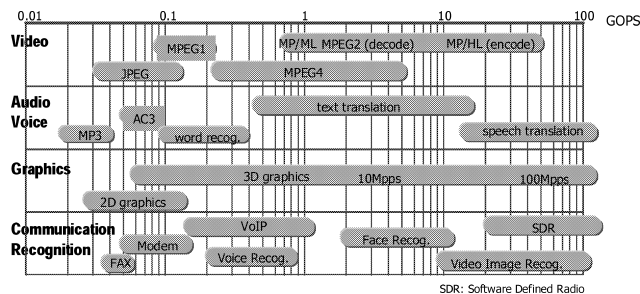 0.01 0.1 1 10 100 GOPS
Video
MPEG1
MP/ML MPEG2 (decode) MP/HL (encode)
JPEG
MPEG4
Audio
Voice
AC3
text translation
MP3
word recog.
speech translation
Graphics
3D graphics 10Mpps 100Mpps
2D graphics
Communication
Recognition
VoIP
SDR
Modem
Face Recog.
FAX
Voice Recog.
Video Image Recog.
SDR: Software Defined Radio